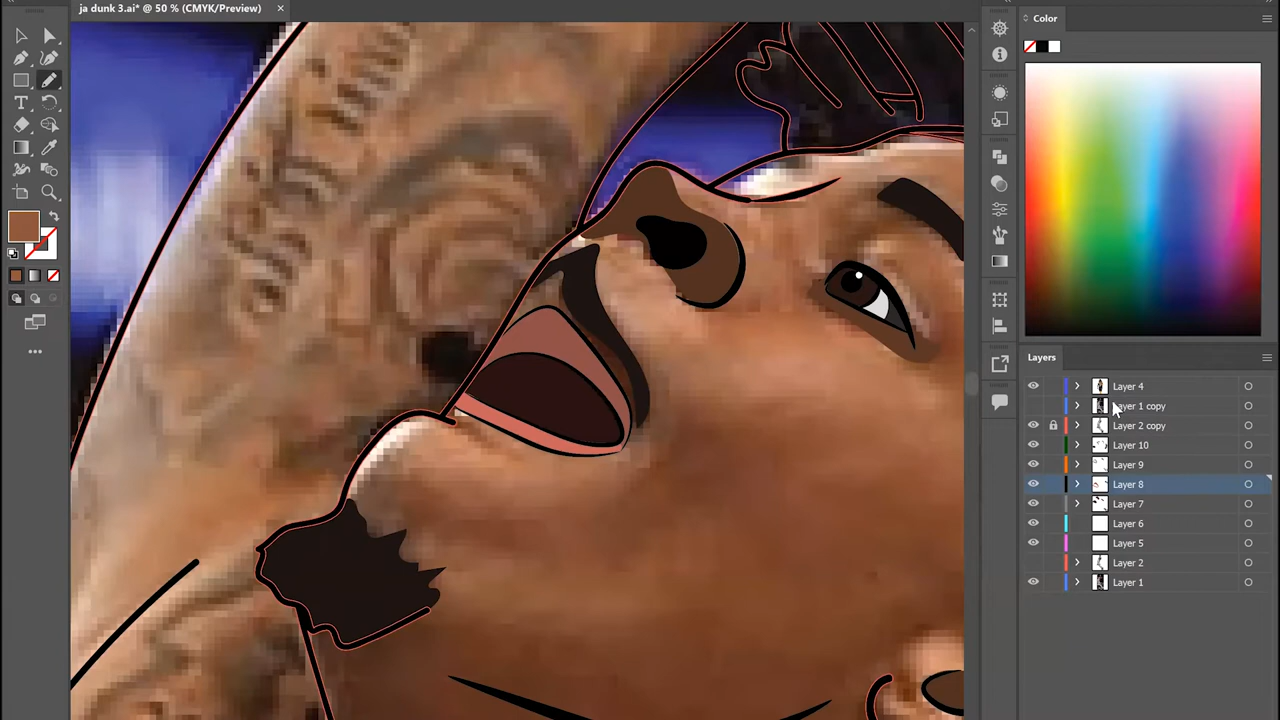 ja dunk 3.ai* @ 50 % (CMYK/Preview)
Color
Layers
Layer 4
Layer 1 copy
Layer 2 copy
Layer 10
Layer 9
Layer 8
Layer 7
Layer 6
Layer 5
Layer 2
Layer 1